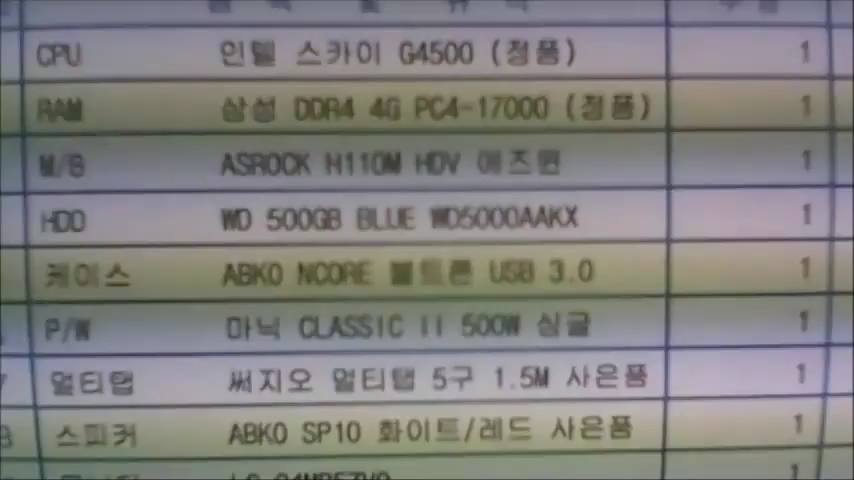 CPU 인텔 스카이 G4500 (정품) 1
RAM 삼성 DDR4 4G PC4-17000 (정품) 1
M/B ASROCK H110M HDV 에즈윈 1
HDD WD 500GB BLUE WD5000AAKX 1
케이스 ABKO NCORE 볼트론 USB 3.0 1
P/W 마닉 CLASSIC II 500W 싱글 1
멀티탭 써지오 멀티탭 5구 1.5M 사은품 1
스피커 ABKO SP10 화이트/레드 사은품 1